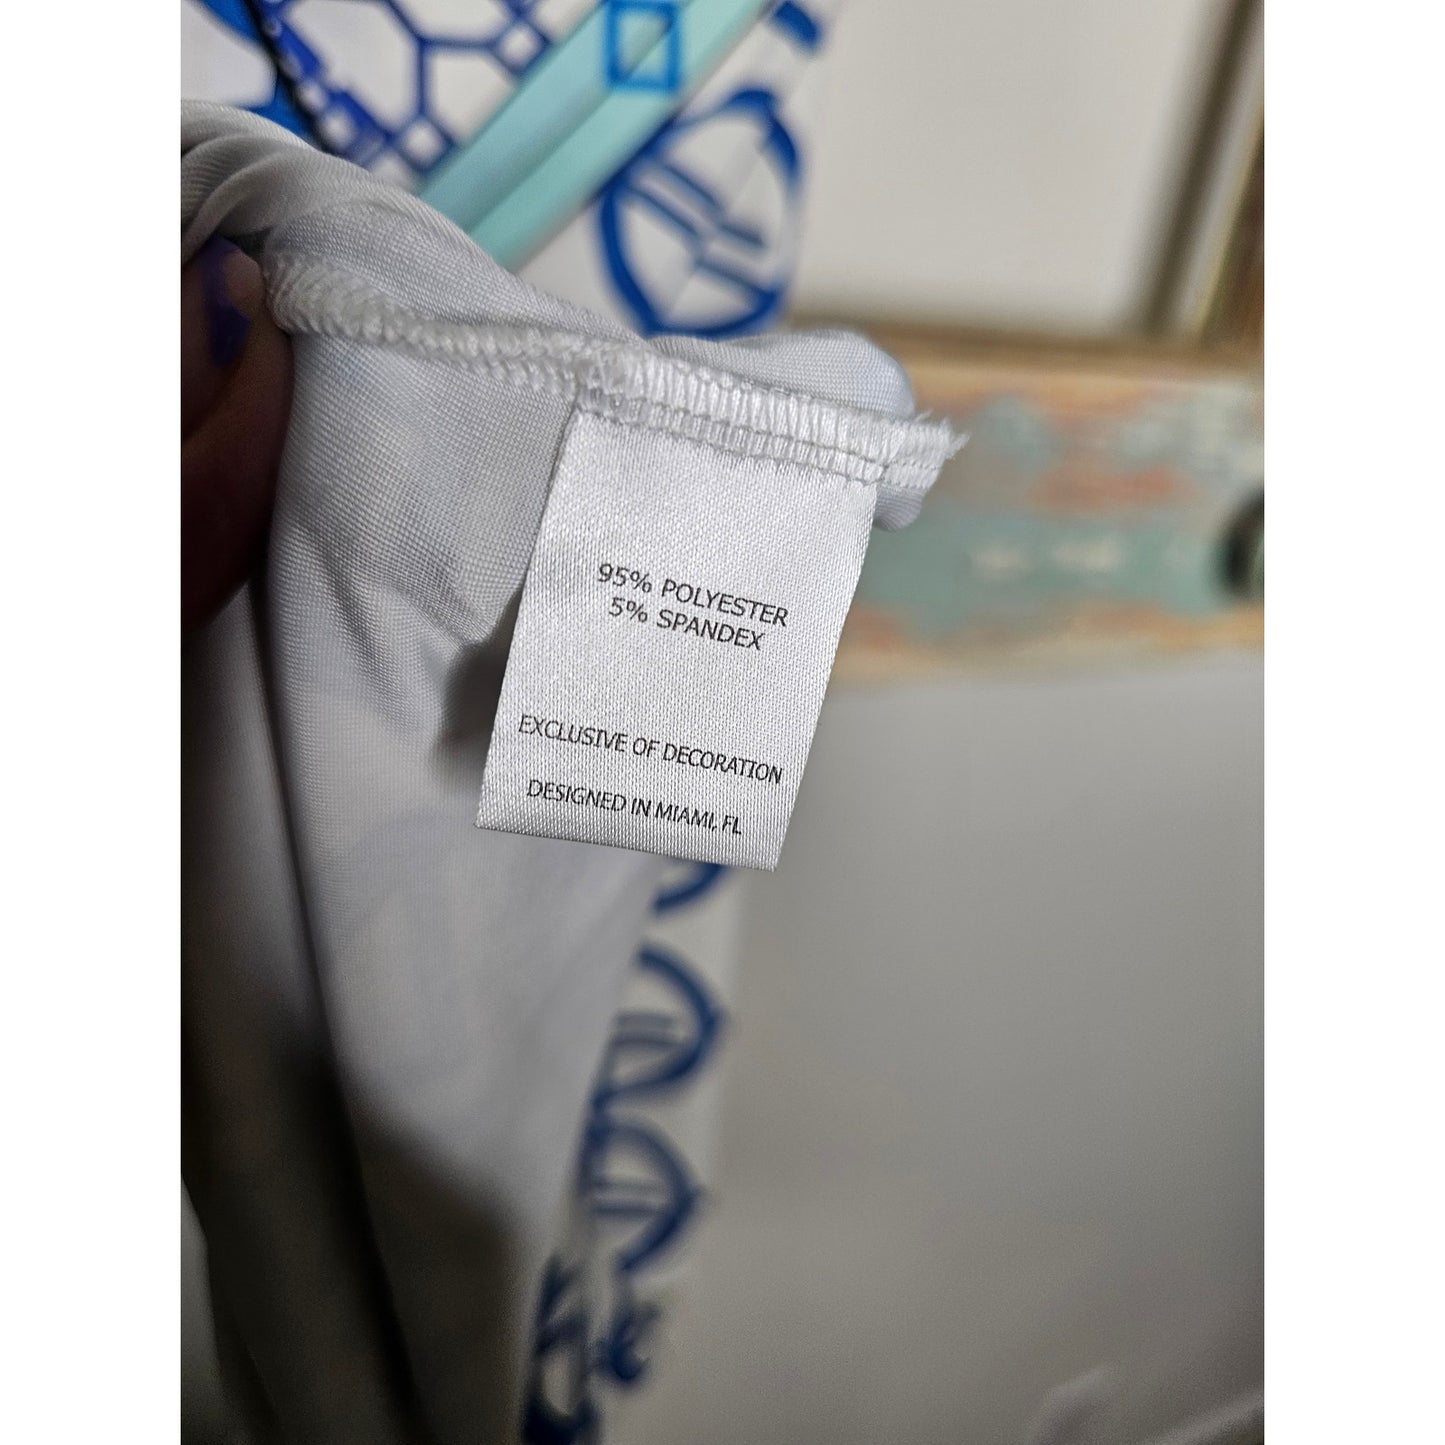 95% POLYESTER
5% SPANDEX
EXCLUSIVE OF DECORATION
DESIGNED IN MIAMI, FL